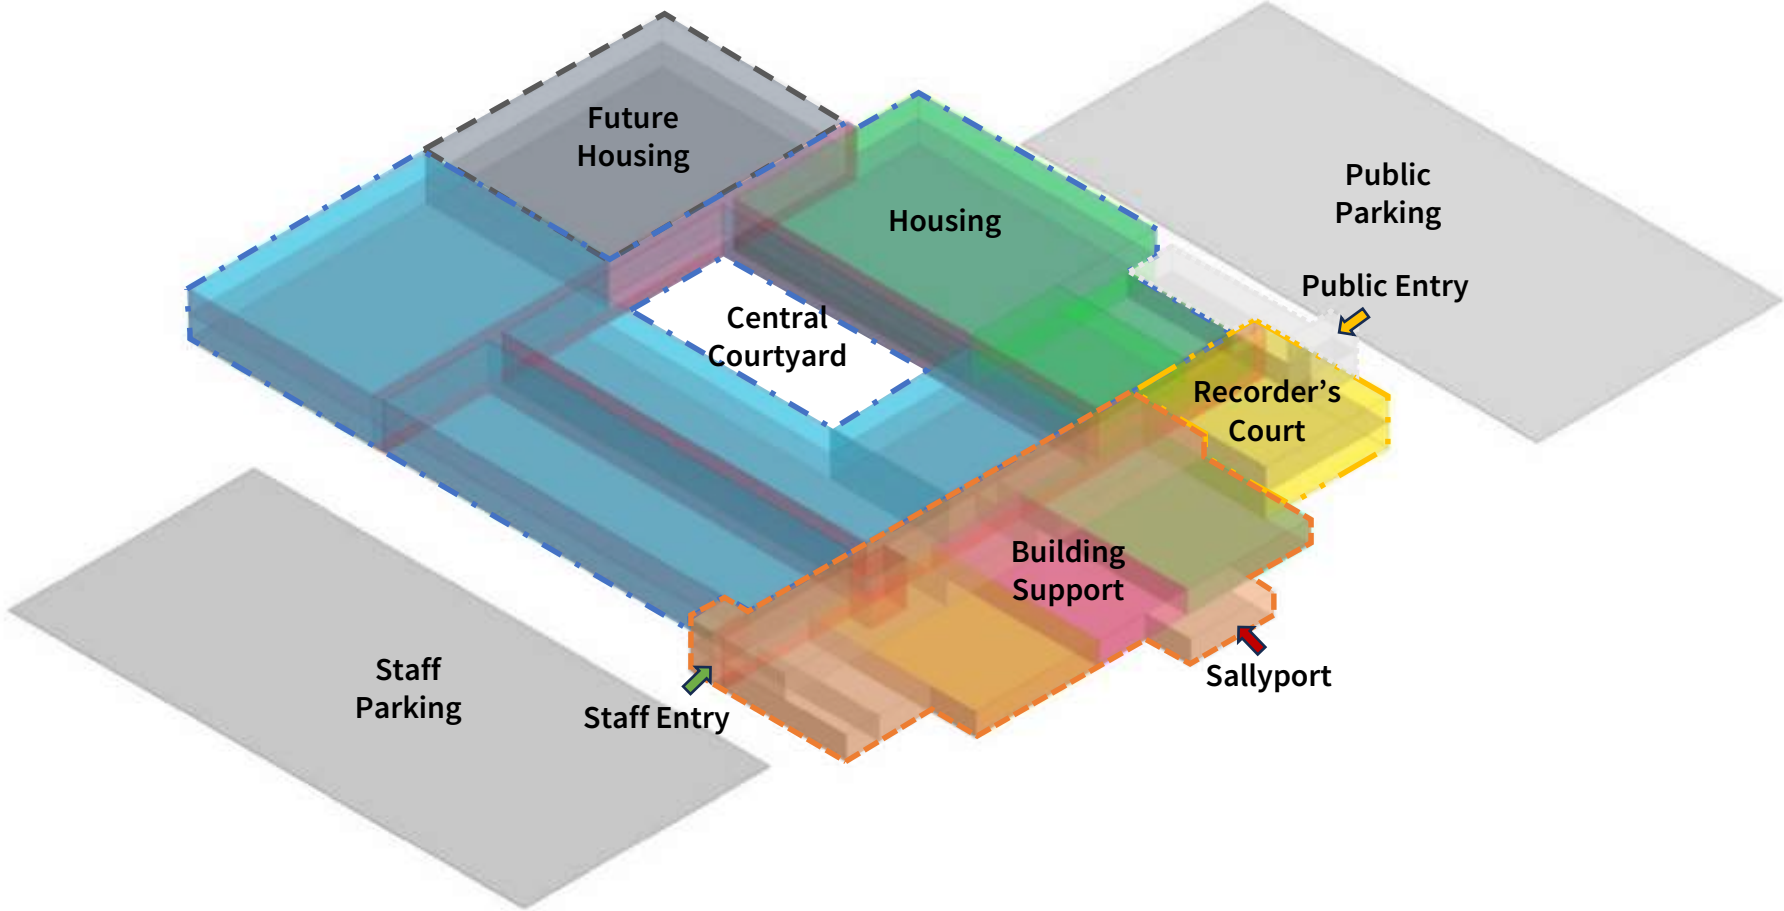 Future
Housing
Housing
Public
Parking
Public Entry
Central
Courtyard
Recorder’s
Court
Building
Support
Sallyport
Staff
Parking
Staff Entry